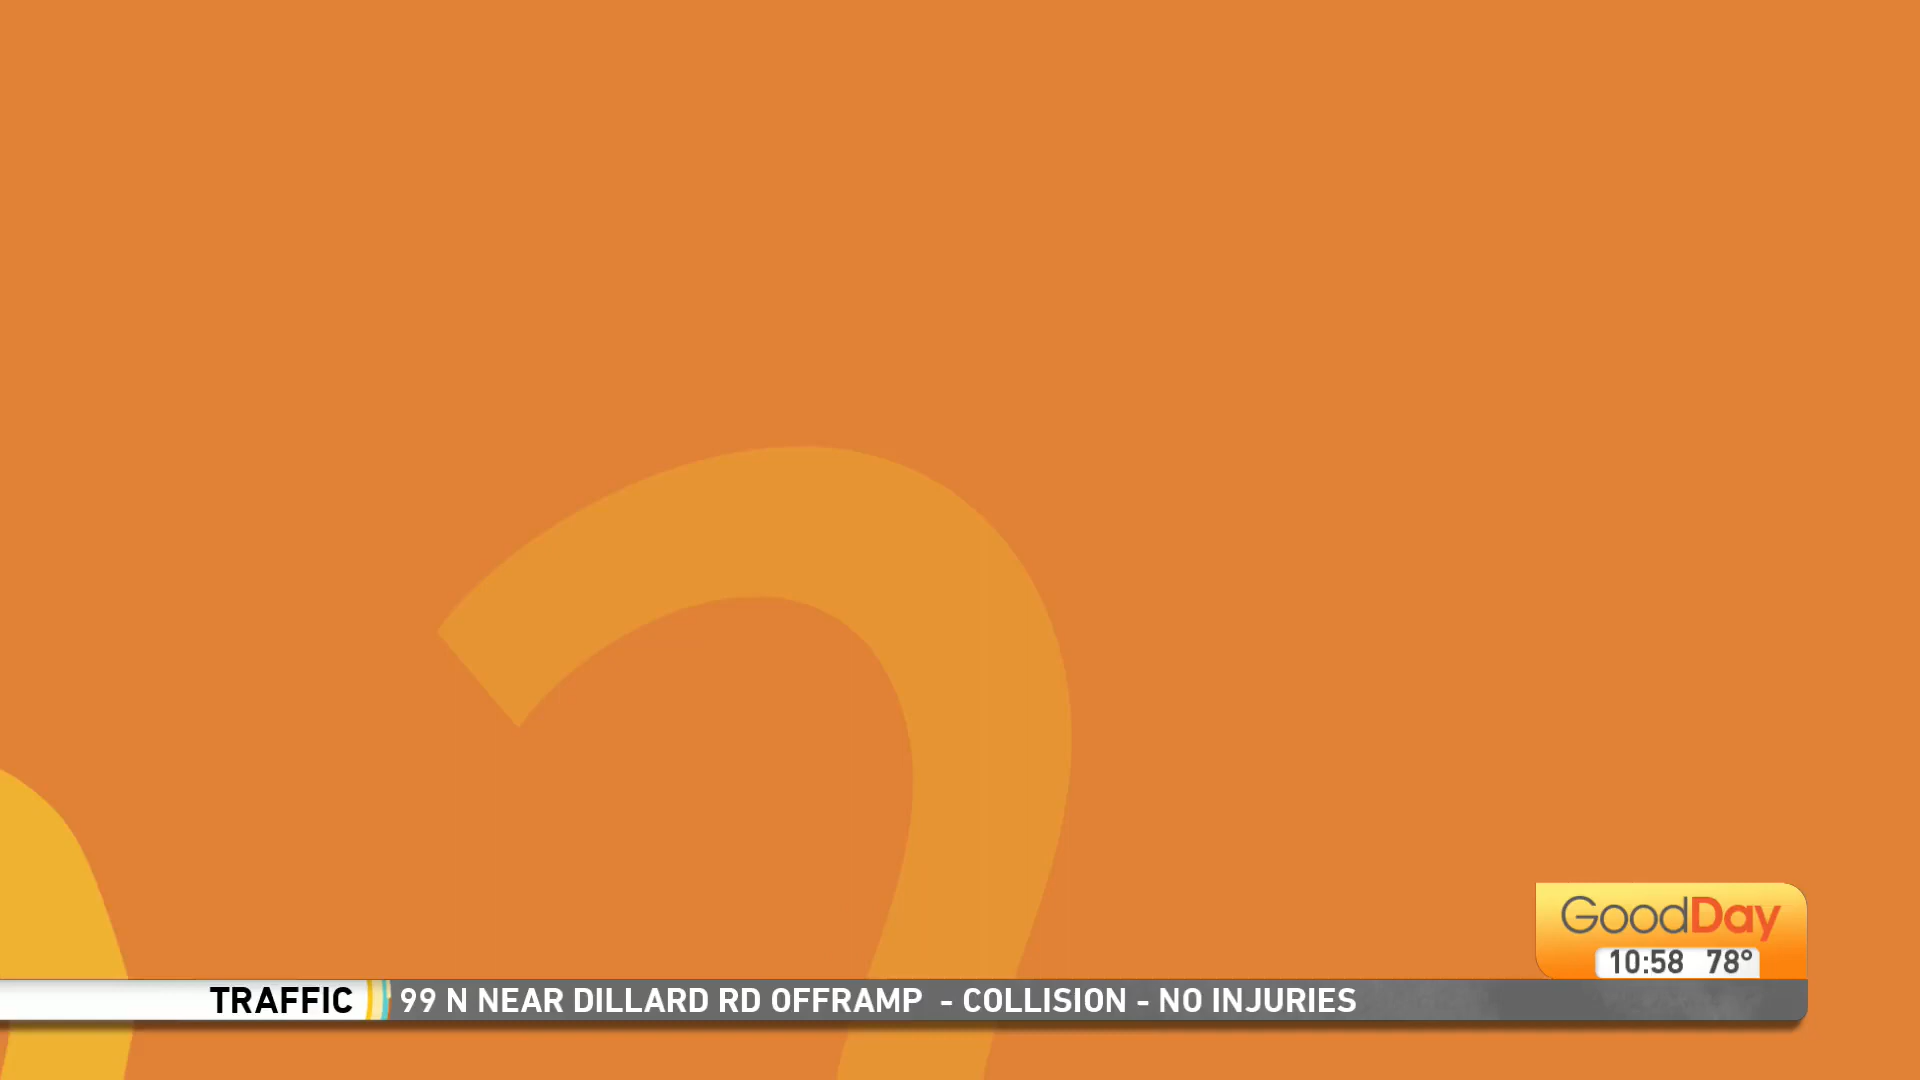 GoodDay
10:58 78°
TRAFFIC 99 N NEAR DILLARD RD OFFRAMP - COLLISION - NO INJURIES